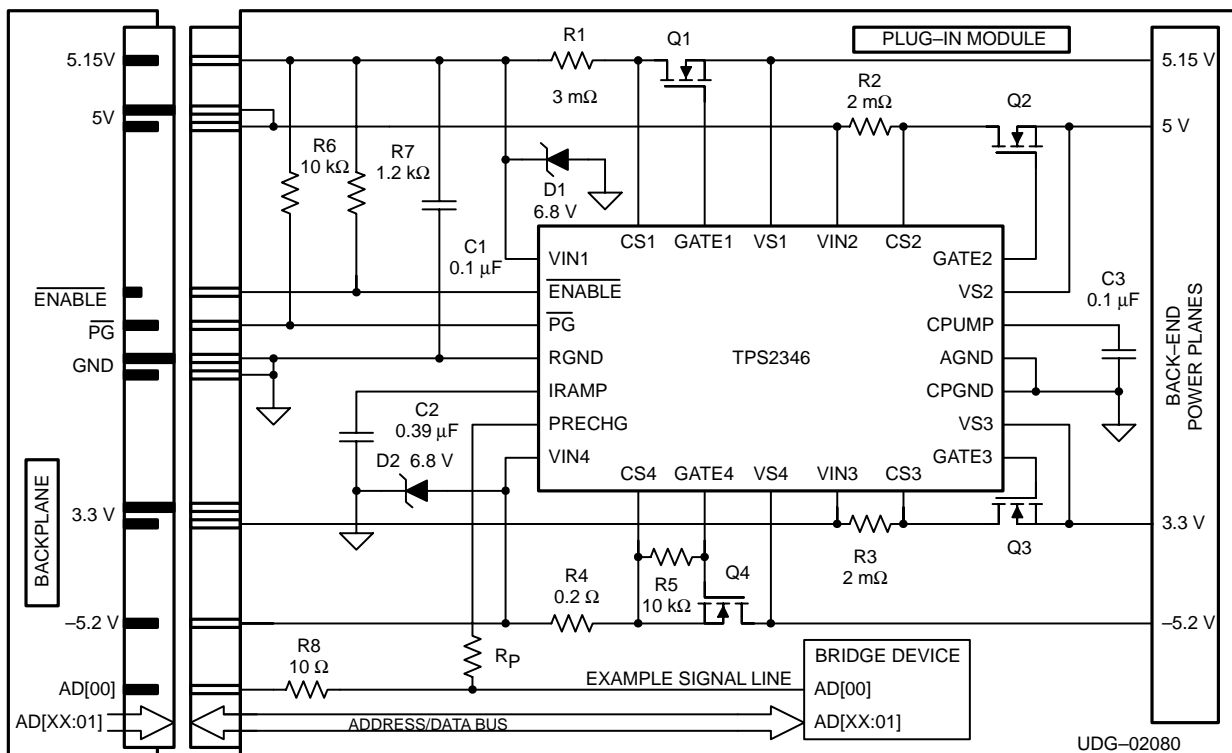 R1
Q1
PLUG–IN MODULE
5.15V
5.15 V
3 mΩ
R2
2 mΩ
Q2
5V
5 V
R6
10 kΩ
R7
1.2 kΩ
D1
6.8 V
C1
0.1 µF
CS1
GATE1
VS1
VIN2
CS2
VIN1
GATE2
ENABLE
ENABLE
VS2
C3
0.1 µF
PG
PG
CPUMP
GND
RGND
TPS2346
AGND
IRAMP
CPGND
C2
0.39 µF
PRECHG
VS3
D2 6.8 V
VIN4
GATE3
CS4
GATE4
VS4
VIN3
CS3
BACK–END
POWER PLANES
BACKPLANE
3.3 V
3.3 V
R3
2 mΩ
Q3
R4
0.2 Ω
R5
10 kΩ
Q4
–5.2 V
–5.2 V
R8
10 Ω
RP
BRIDGE DEVICE
EXAMPLE SIGNAL LINE
AD[00]
AD[00]
AD[XX:01]
ADDRESS/DATA BUS
AD[XX:01]
UDG–02080